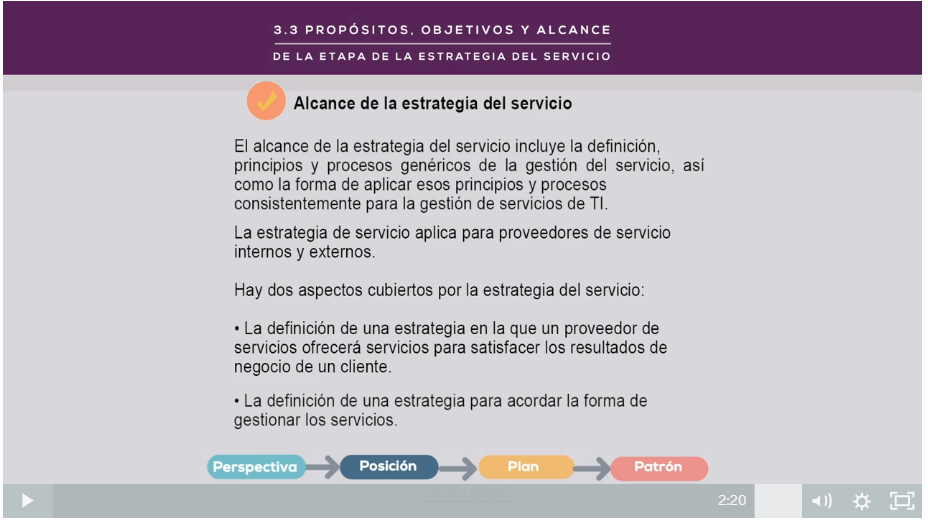 3.3 PROPÓSITOS, OBJETIVOS Y ALCANCE
DE LA ETAPA DE LA ESTRATEGIA DEL SERVICIO
Alcance de la estrategia del servicio
El alcance de la estrategia del servicio incluye la definición,
principios y procesos genéricos de la gestión del servicio, así
como la forma de aplicar esos principios y procesos
consistentemente para la gestión de servicios de TI.
La estrategia de servicio aplica para proveedores de servicio
internos y externos.
Hay dos aspectos cubiertos por la estrategia del servicio:
• La definición de una estrategia en la que un proveedor de
servicios ofrecerá servicios para satisfacer los resultados de
negocio de un cliente.
• La definición de una estrategia para acordar la forma de
gestionar los servicios.
Perspectiva Posición Plan Patrón
2:20